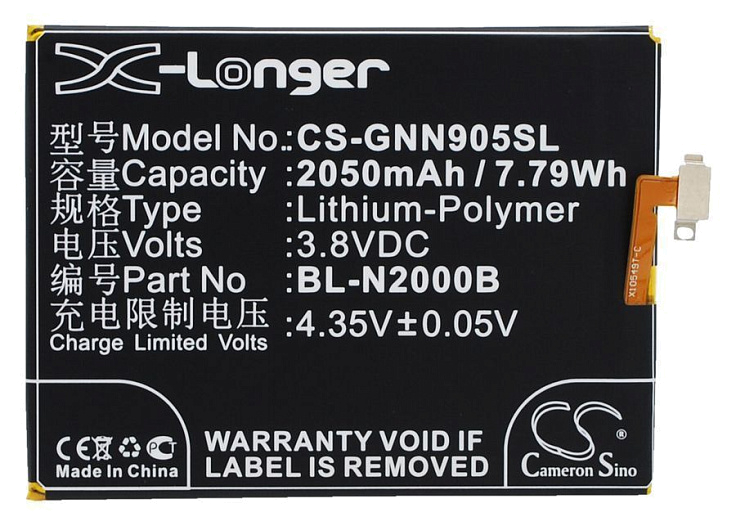 X-Longer
型号Model No.:CS-GNN905SL
容量Capacity :2050mAh / 7.79Wh
规格Type :Lithium-Polymer
电压Volts :3.8VDC
编号Part No :BL-N2000B
充电限制电压:4.35V±0.05V
Charge Limited Volts
X105497-C
CE PCT
Made In China
WARRANTY VOID IF
LABEL IS REMOVED
CS ®
Cameron Sino